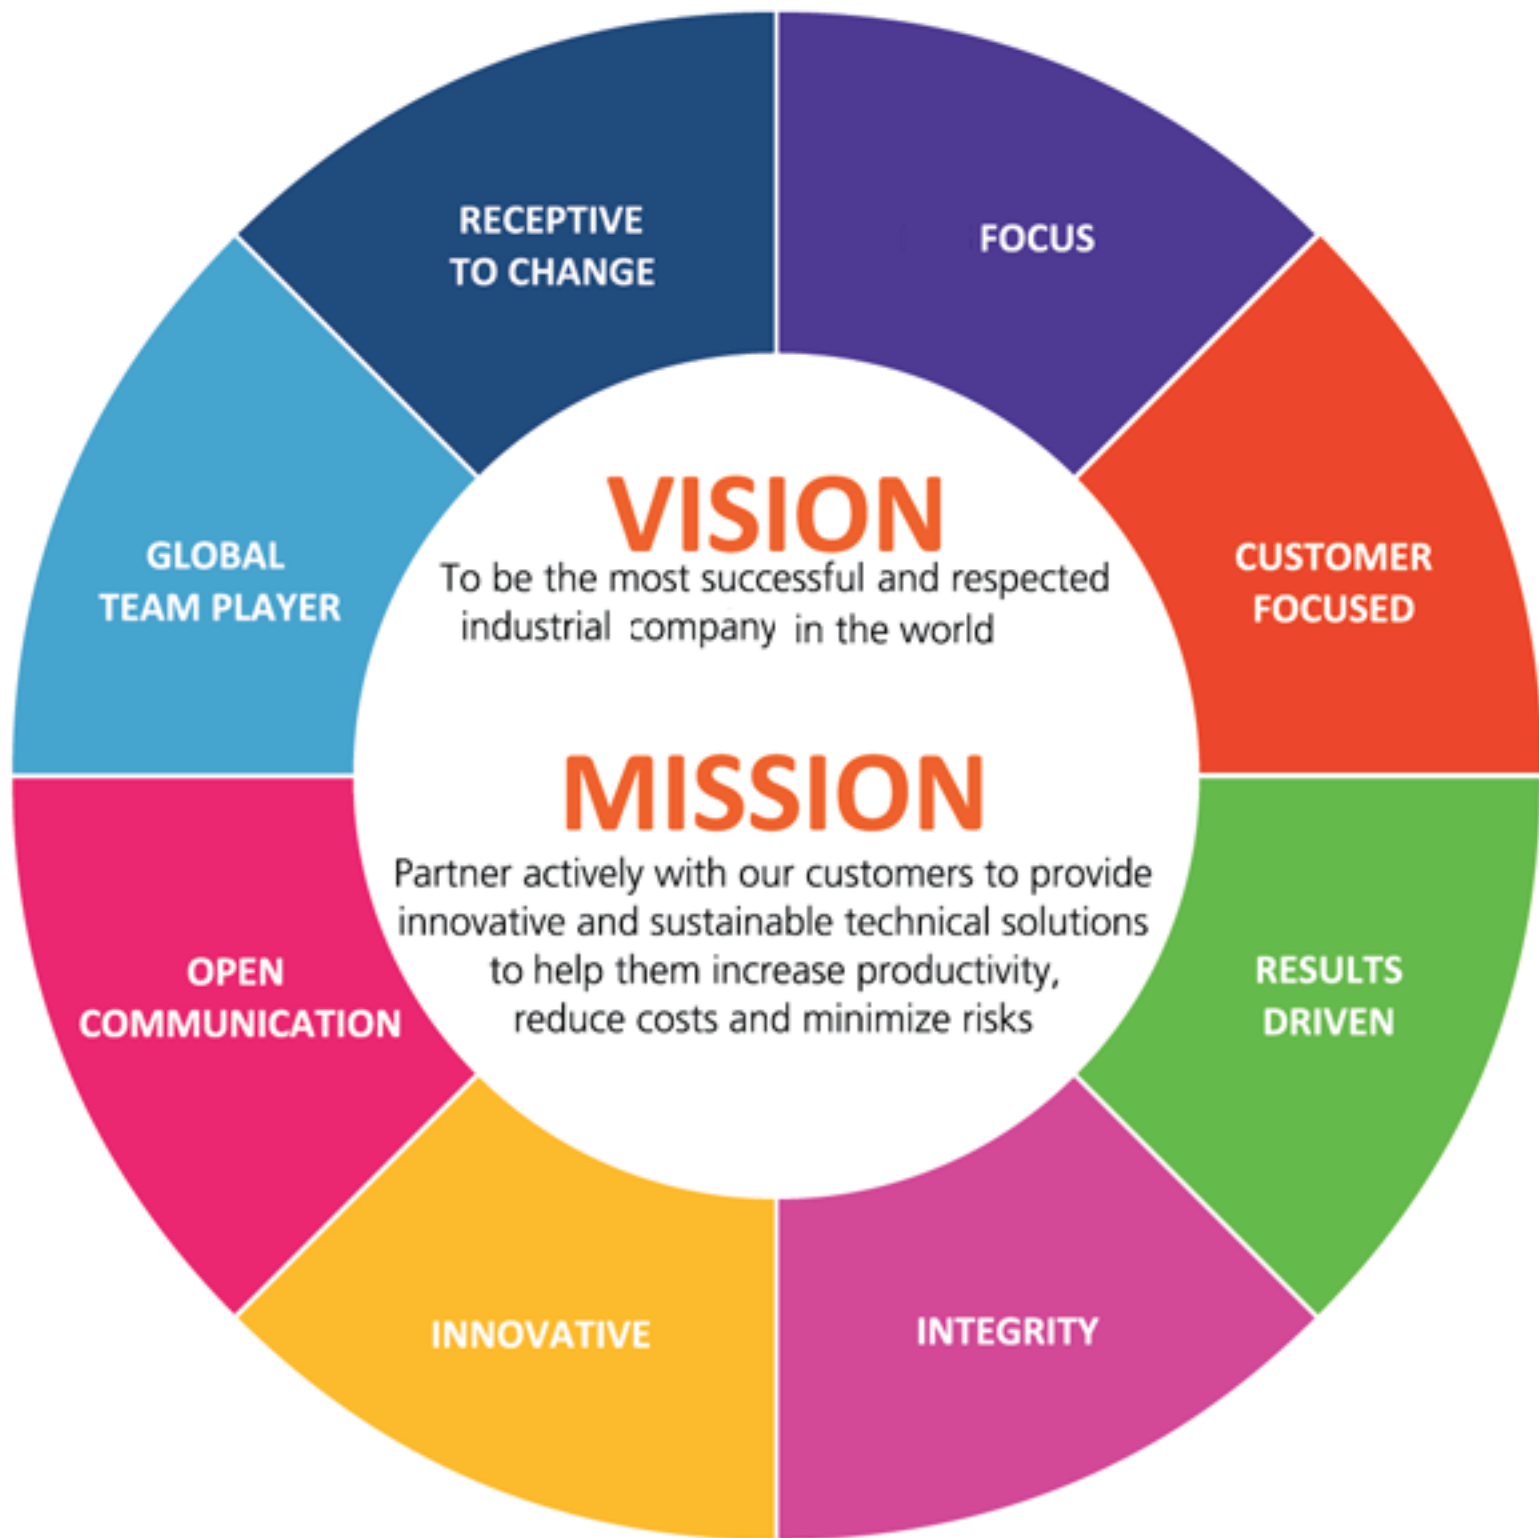 RECEPTIVE
TO CHANGE
FOCUS
GLOBAL
TEAM PLAYER
CUSTOMER
FOCUSED
VISION
To be the most successful and respected
industrial company in the world
MISSION
Partner actively with our customers to provide
innovative and sustainable technical solutions
to help them increase productivity,
reduce costs and minimize risks
OPEN
COMMUNICATION
RESULTS
DRIVEN
INNOVATIVE
INTEGRITY